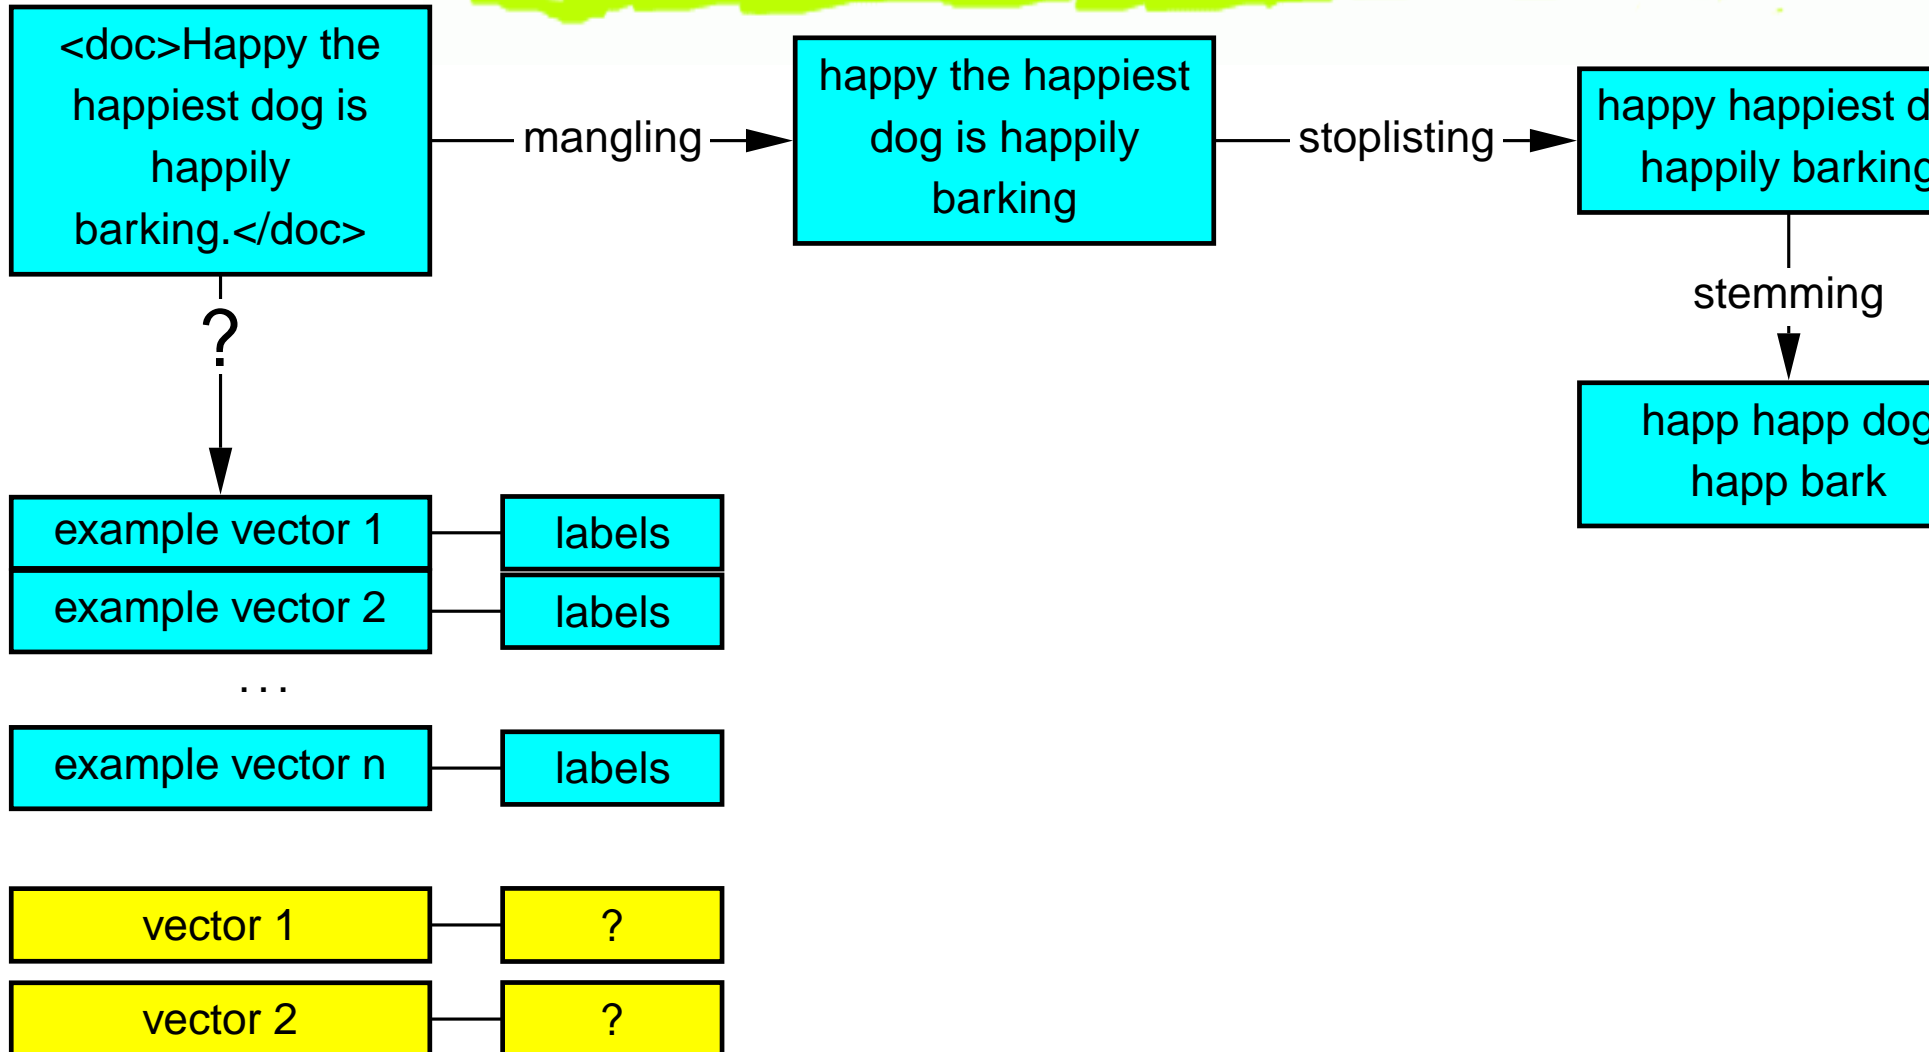 <doc>Happy the
happiest dog is
happily
barking.</doc>
mangling
happy the happiest
dog is happily
barking
stoplisting
happy happiest
happily barking
stemming
happ happ dog
happ bark
?
example vector 1
labels
example vector 2
labels
. . .
example vector n
labels
vector 1
?
vector 2
?